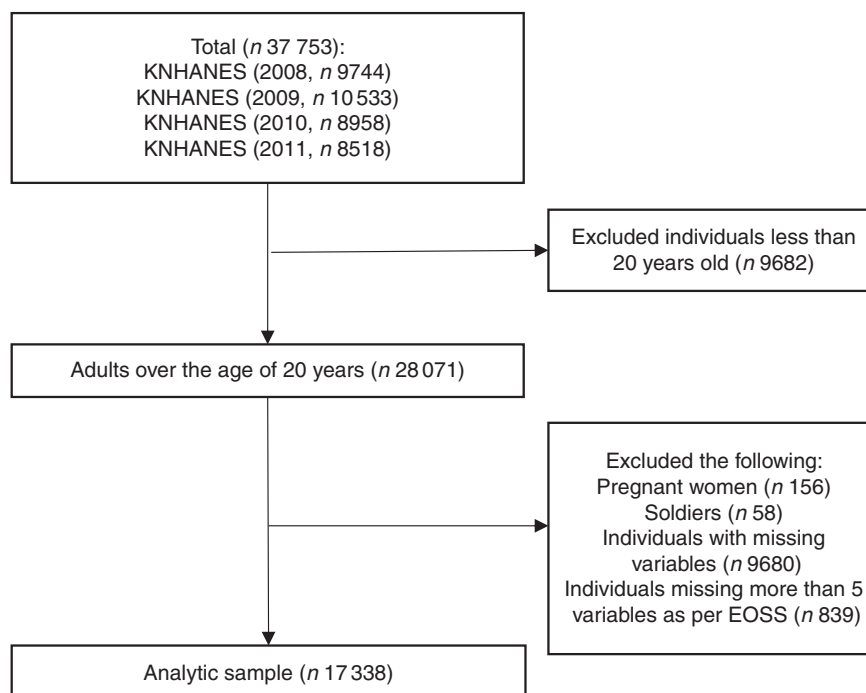 Total (n 37 753):
KNHANES (2008, n 9744)
KNHANES (2009, n 10 533)
KNHANES (2010, n 8958)
KNHANES (2011, n 8518)
Excluded individuals less than
20 years old (n 9682)
Adults over the age of 20 years (n 28 071)
Excluded the following:
Pregnant women (n 156)
Soldiers (n 58)
Individuals with missing
variables (n 9680)
Individuals missing more than 5
variables as per EOSS (n 839)
Analytic sample (n 17 338)